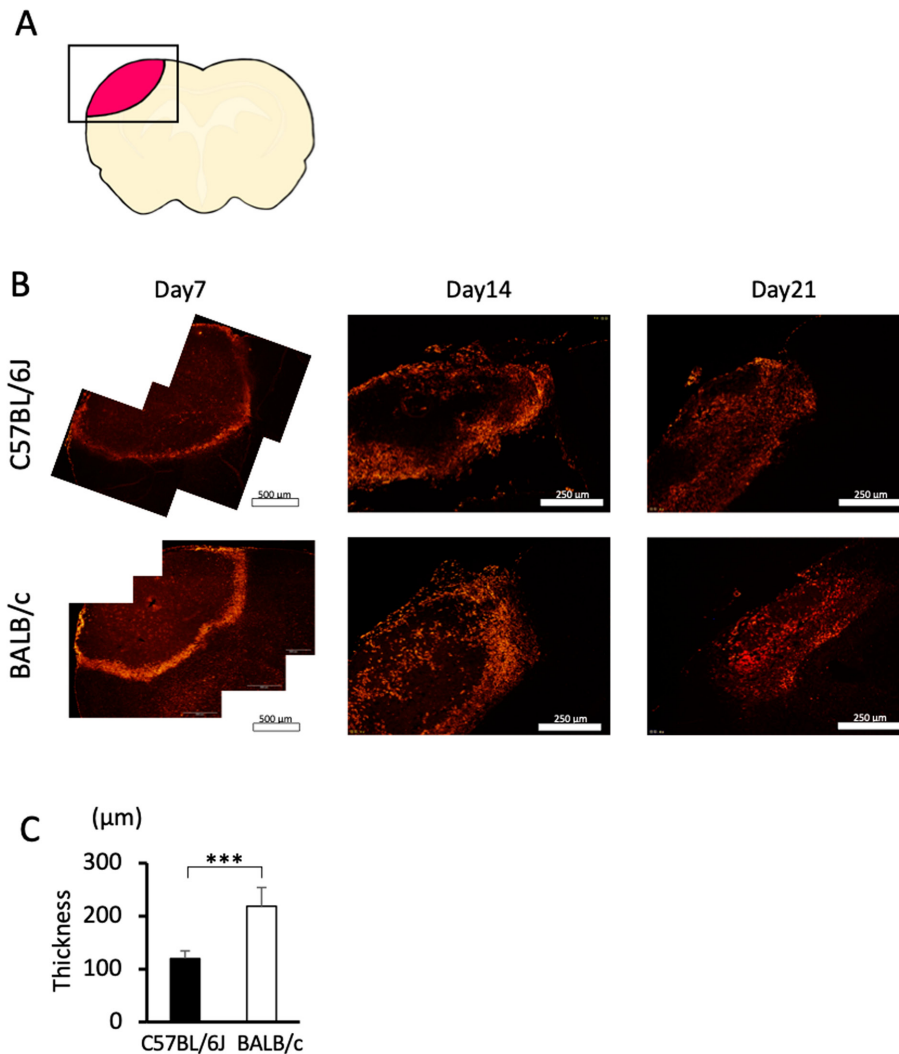 A
B
Day7 Day14 Day21
C57BL/6J
500 µm
250 µm
250 µm
BALB/c
500 µm
250 µm
250 µm
C
(µm)
***
300
200
100
0
Thickness
C57BL/6J BALB/c